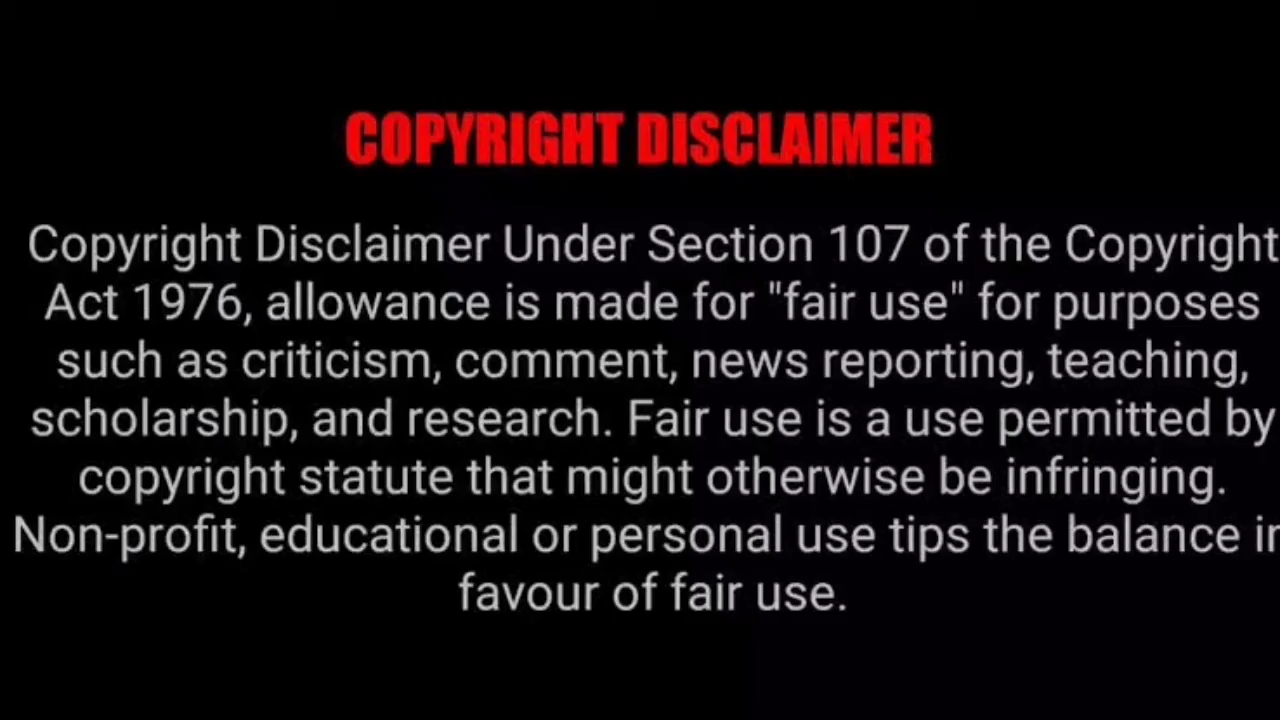 COPYRIGHT DISCLAIMER
Copyright Disclaimer Under Section 107 of the Copyright
Act 1976, allowance is made for "fair use" for purposes
such as criticism, comment, news reporting, teaching,
scholarship, and research. Fair use is a use permitted by
copyright statute that might otherwise be infringing.
Non-profit, educational or personal use tips the balance in
favour of fair use.